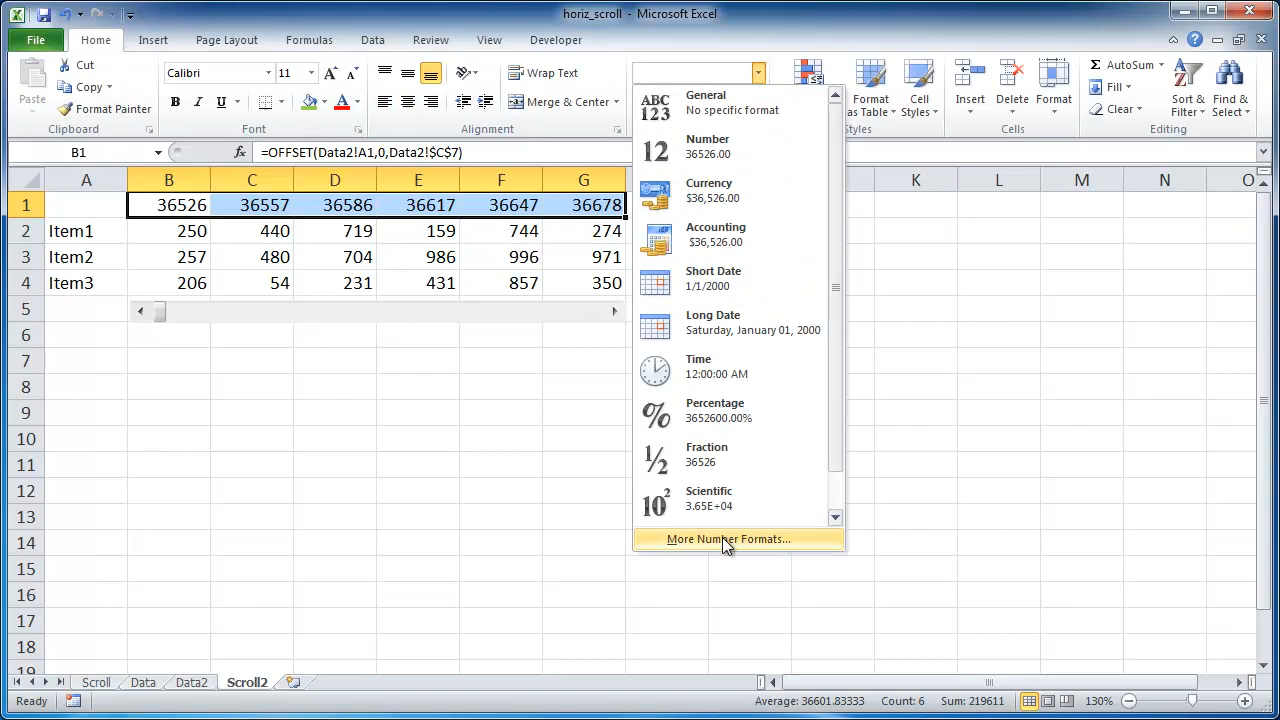 horiz_scroll - Microsoft Excel
File Home Insert Page Layout Formulas Data Review View Developer
Cut
Copy
Format Painter
Paste
Clipboard
Calibri 11
B I U
Font
Wrap Text
Merge & Center
Alignment
Format as Table
Cell Styles
Styles
Insert Delete Format
Cells
AutoSum
Fill
Clear
Sort & Filter
Find & Select
Editing
B1 fx =OFFSET(Data2!A1,0,Data2!$C$7)
A B C D E F G K L M N O
1 36526 36557 36586 36617 36647 36678
2 Item1 250 440 719 159 744 274
3 Item2 257 480 704 986 996 971
4 Item3 206 54 231 431 857 350
5
6
7
8
9
10
11
12
13
14
15
16
17
18
19
ABC 123
General
No specific format
12
Number
36526.00
Currency
$36,526.00
Accounting
$36,526.00
Short Date
1/1/2000
Long Date
Saturday, January 01, 2000
Time
12:00:00 AM
%
Percentage
3652600.00%
½
Fraction
36526
10²
Scientific
3.65E+04
More Number Formats...
Scroll Data Data2 Scroll2
Ready Average: 36601.83333 Count: 6 Sum: 219611 130%